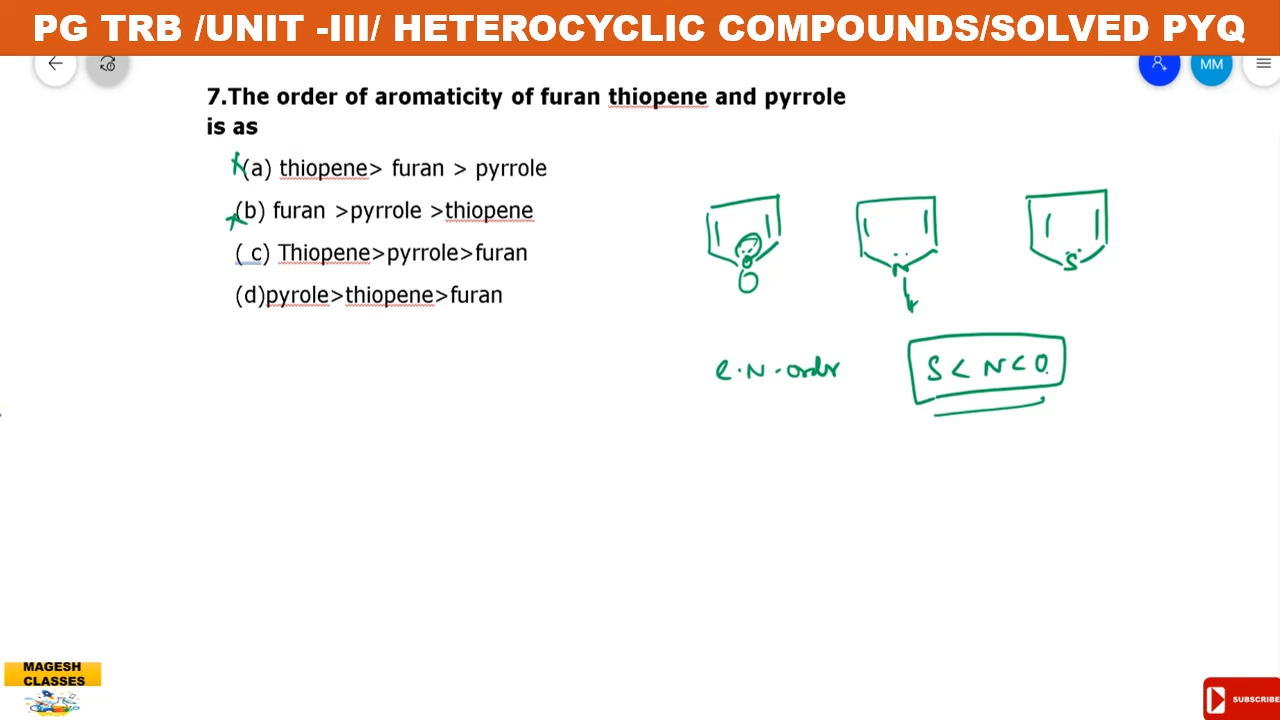 PG TRB /UNIT -III/ HETEROCYCLIC COMPOUNDS/SOLVED PYQ
MM
7.The order of aromaticity of furan thiopene and pyrrole
is as
(a) thiopene> furan > pyrrole
(b) furan >pyrrole >thiopene
( c) Thiopene>pyrrole>furan
(d)pyrole>thiopene>furan
O N S
e.N.order
S < N < O
MAGESH
CLASSES
SUBSCRIBE